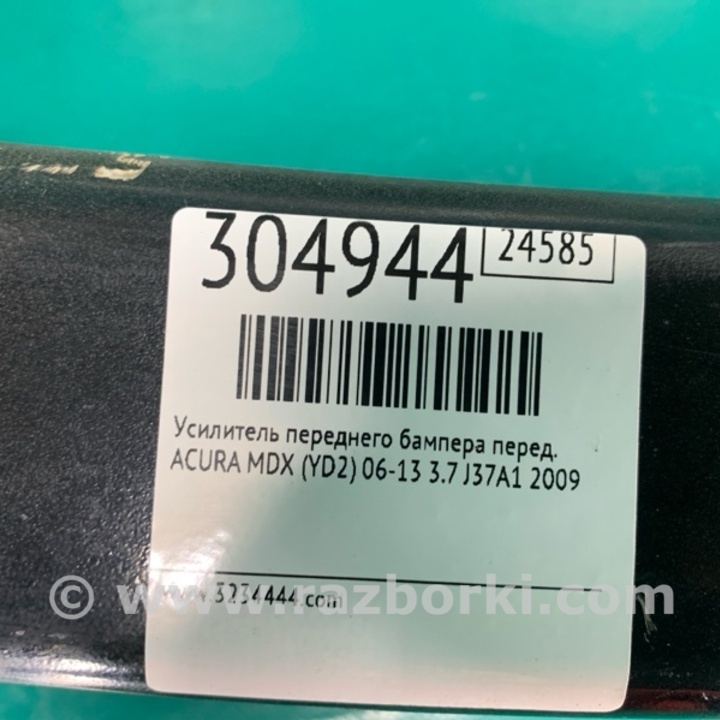 304944
24585
Усилитель переднего бампера перед.
ACURA MDX (YD2) 06-13 3.7 J37A1 2009
3234444.com
© www.razborki.com